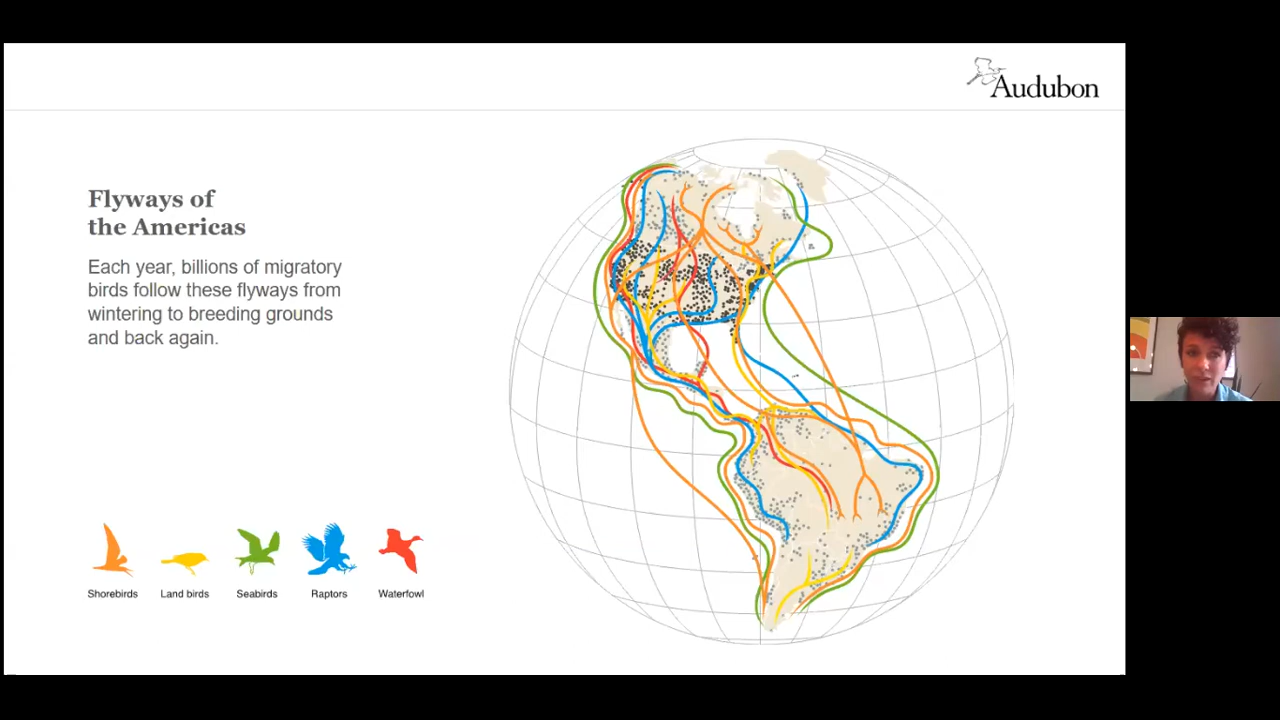 Audubon
Flyways of
the Americas
Each year, billions of migratory
birds follow these flyways from
wintering to breeding grounds
and back again.
Shorebirds
Land birds
Seabirds
Raptors
Waterfowl